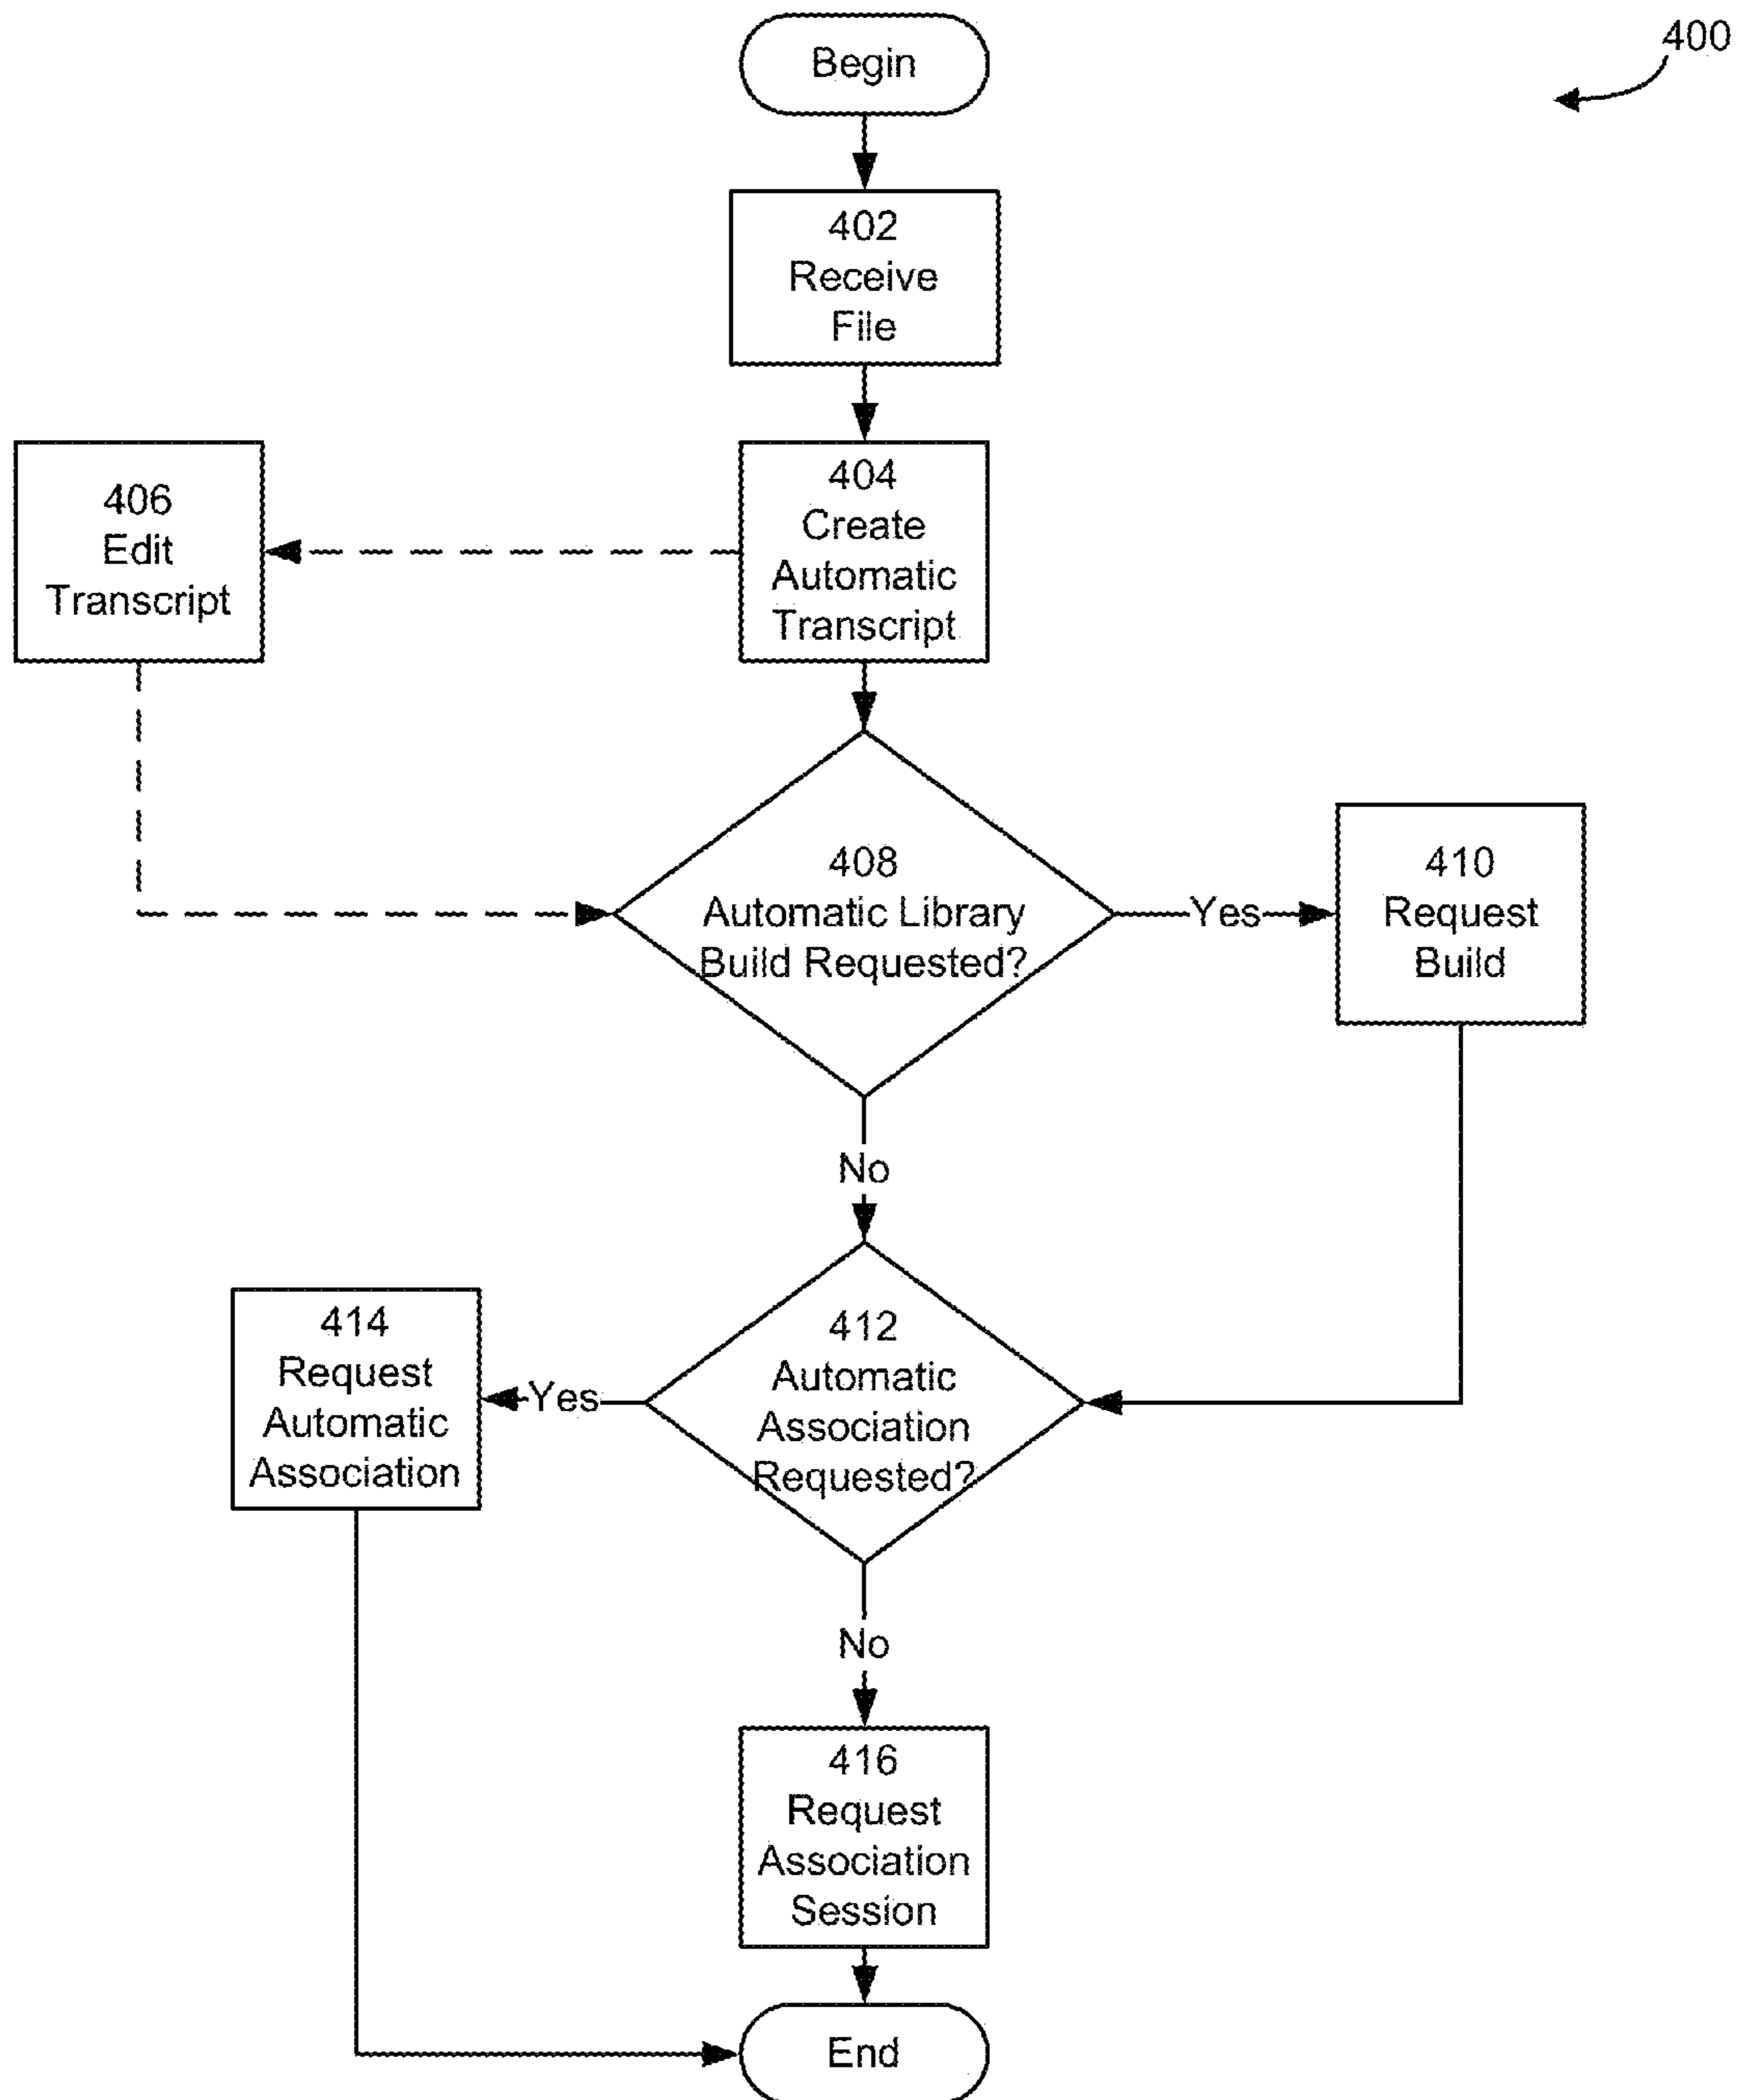 Begin
400
402
Receive
File
404
Create
Automatic
Transcript
406
Edit
Transcript
408
Automatic Library
Build Requested?
Yes
410
Request
Build
No
412
Automatic
Association
Requested?
Yes
414
Request
Automatic
Association
No
416
Request
Association
Session
End